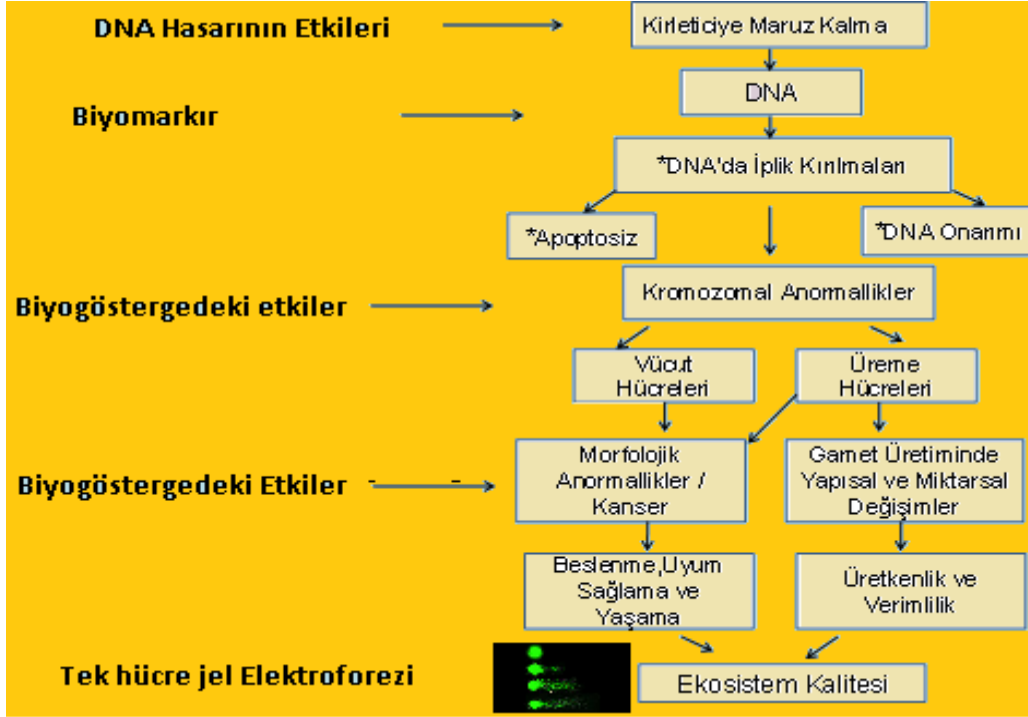 DNA Hasarının Etkileri
Kirleticiye Maruz Kalma
DNA
Biyomarkır
*DNA'da İplik Kırılmaları
*Apoptosiz
*DNA Onarımı
Biyogöstergedeki etkiler
Kromozomal Anormallikler
Vücut
Hücreleri
Üreme
Hücreleri
Biyogöstergedeki Etkiler
Morfolojik
Anormallikler /
Kanser
Gamet Üretiminde
Yapısal ve Miktarsal
Değişimler
Beslenme,Uyum
Sağlama ve
Yaşama
Üretkenlik ve
Verimlilik
Tek hücre jel Elektroforezi
Ekosistem Kalitesi